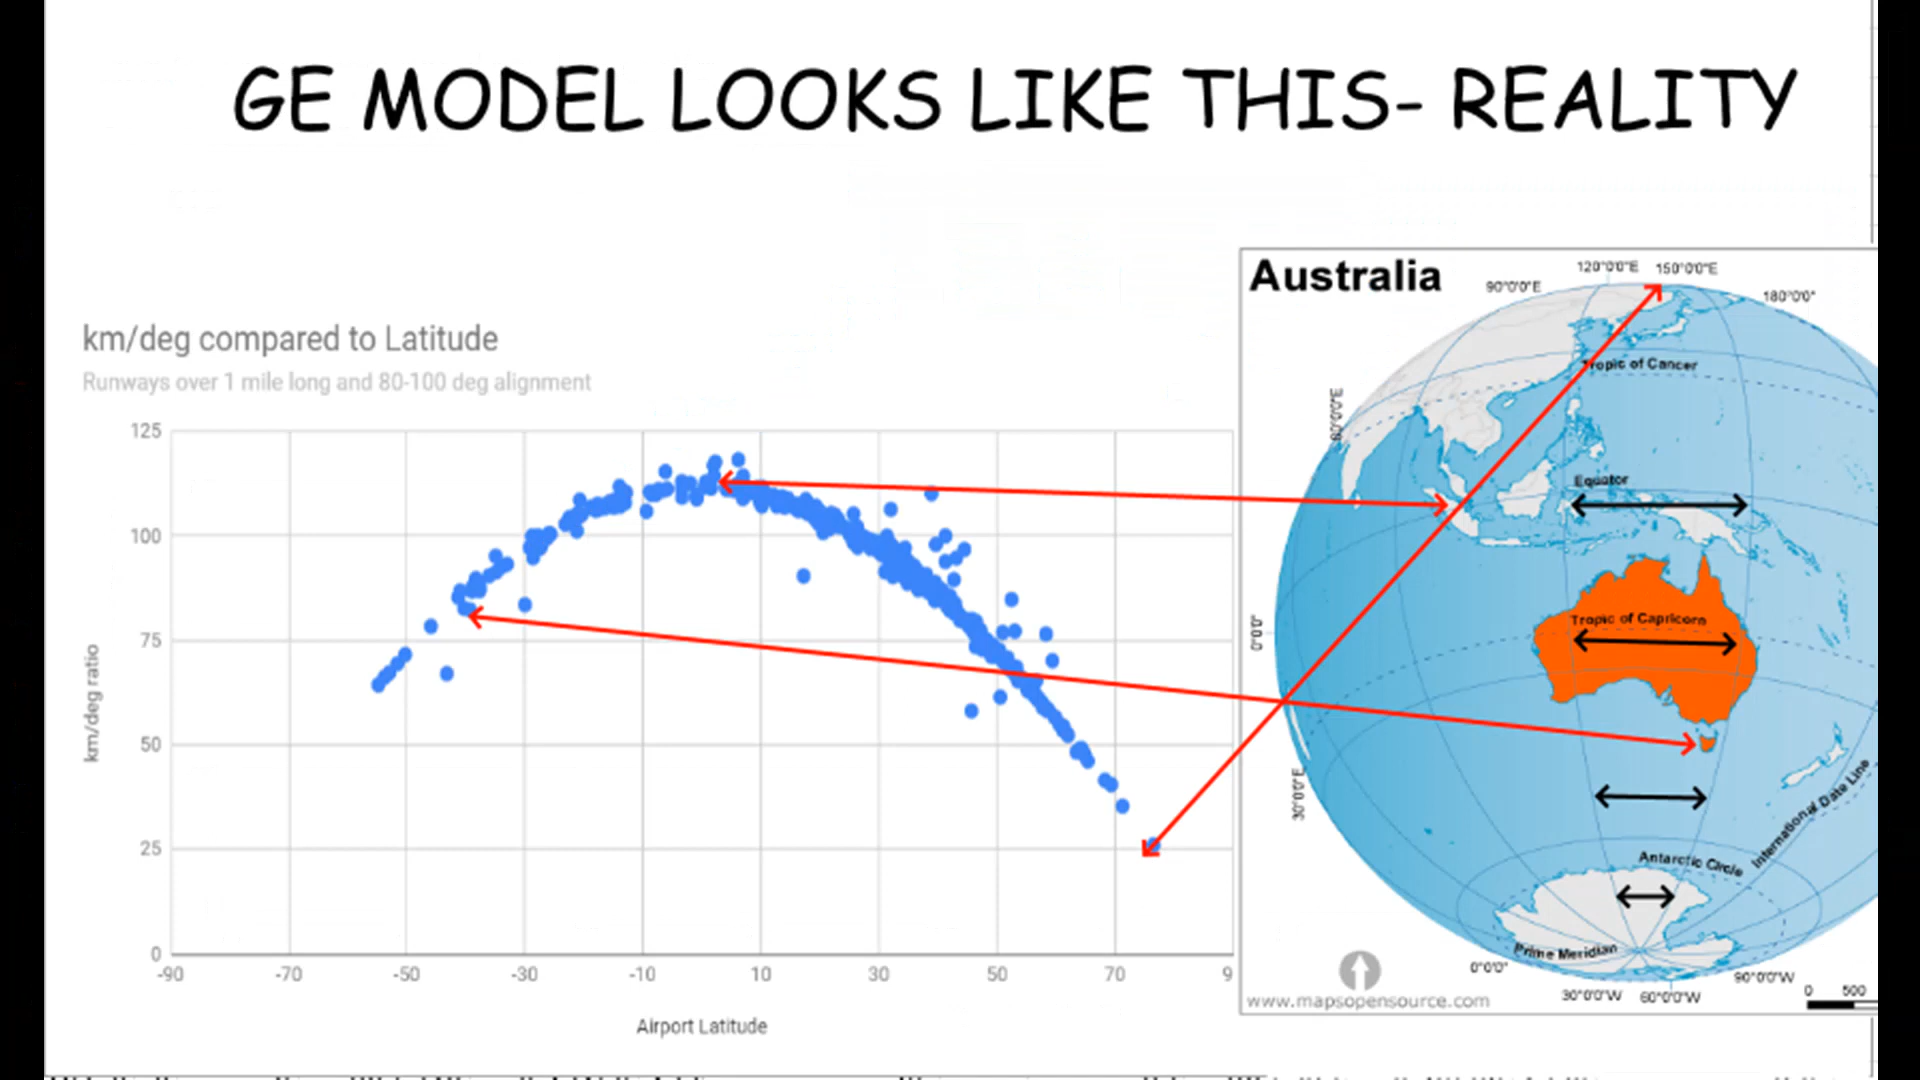 GE MODEL LOOKS LIKE THIS- REALITY
km/deg compared to Latitude
Runways over 1 mile long and 80-100 deg alignment
125
100
75
50
25
0
km/deg ratio
-90 -70 -50 -30 -10 10 30 50 70 9
Airport Latitude
Australia
120°0'0"E 150°0'0"E
90°0'0"E
180°0'0"
Tropic of Cancer
Equator
Tropic of Capricorn
0°0'0"
30°0'0"E
International Date Line
Antarctic Circle
Prime Meridian
0°0'0"
90°0'0"W
30°0'0"W 60°0'0"W
0 500
www.mapsopensource.com